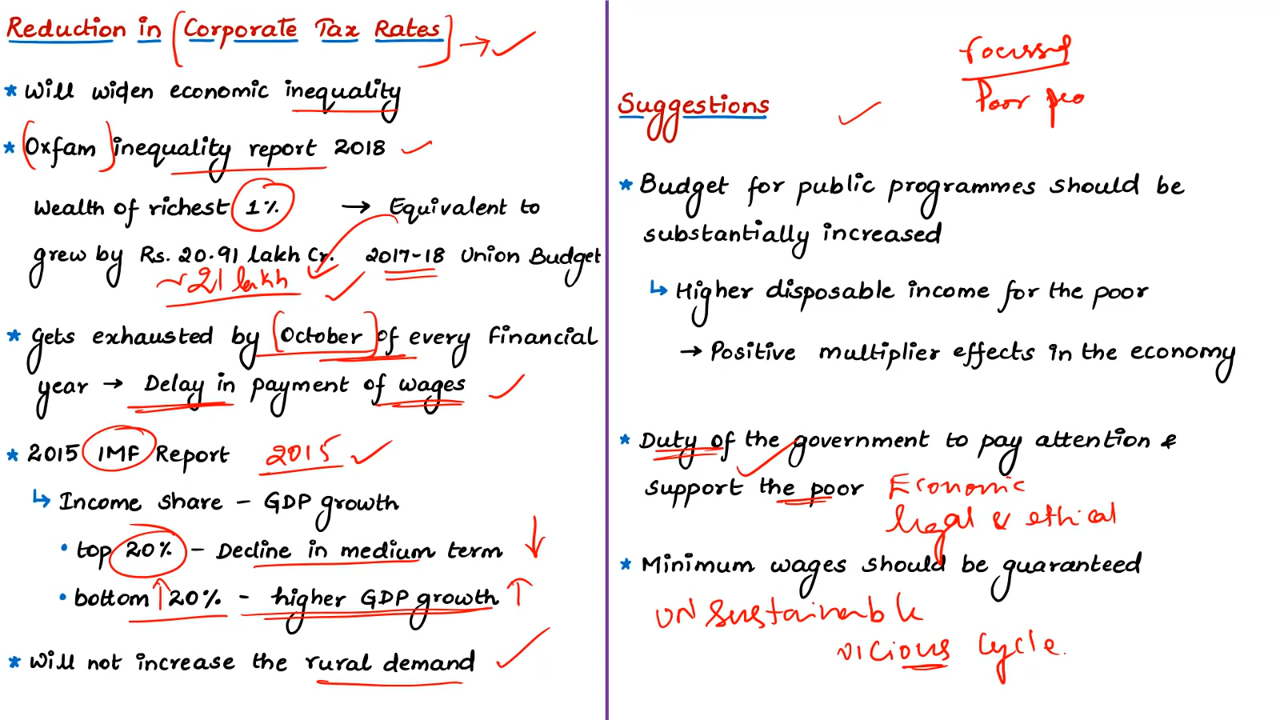 Reduction in [Corporate Tax Rates] →
* Will widen economic inequality
* (Oxfam) inequality report 2018
Wealth of richest 1% → Equivalent to
grew by Rs. 20.91 lakh Cr. 2017-18 Union Budget
~21 lakh
* Gets exhausted by [October] of every financial
year → Delay in payment of wages
* 2015 IMF Report 2015
↳ Income share - GDP growth
• top 20% - Decline in medium term ↓
• bottom ↑ 20% - higher GDP growth ↑
* Will not increase the rural demand
focussed
Poor peo
Suggestions
* Budget for public programmes should be
substantially increased
↳ Higher disposable income for the poor
→ Positive multiplier effects in the economy
* Duty of the government to pay attention &
support the poor Economic
legal & ethical
* Minimum wages should be guaranteed
UNSustainable
vicious cycle.